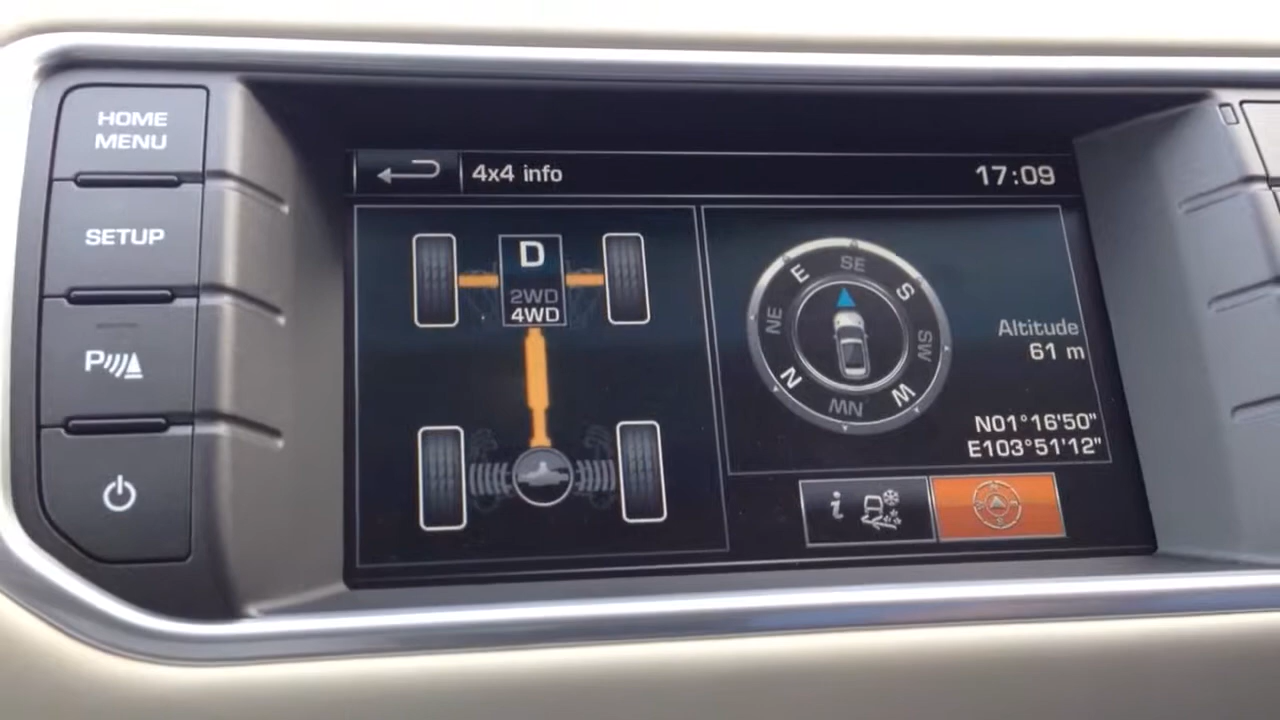 HOME
MENU
SETUP
P
4x4 info
17:09
D
2WD
4WD
E
SE
S
NE
SW
N
NW
W
Altitude
61 m
N01°16'50"
E103°51'12"
i